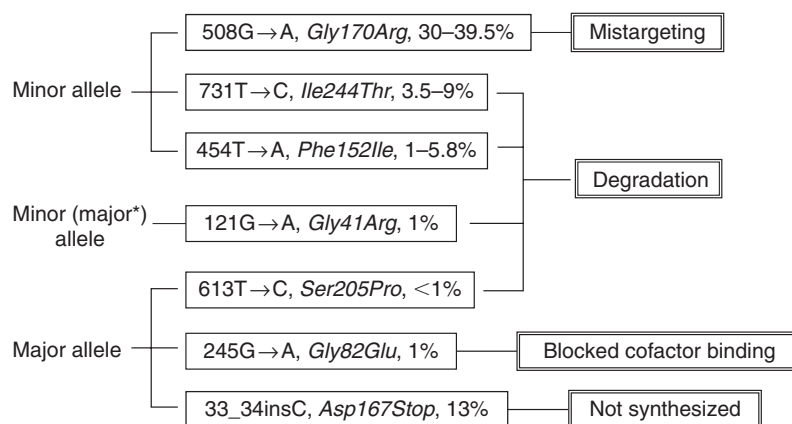 508G→A, Gly170Arg, 30–39.5%
Mistargeting
Minor allele
731T→C, Ile244Thr, 3.5–9%
454T→A, Phe152Ile, 1–5.8%
Degradation
Minor (major*)
allele
121G→A, Gly41Arg, 1%
613T→C, Ser205Pro, <1%
Major allele
245G→A, Gly82Glu, 1%
Blocked cofactor binding
33_34insC, Asp167Stop, 13%
Not synthesized